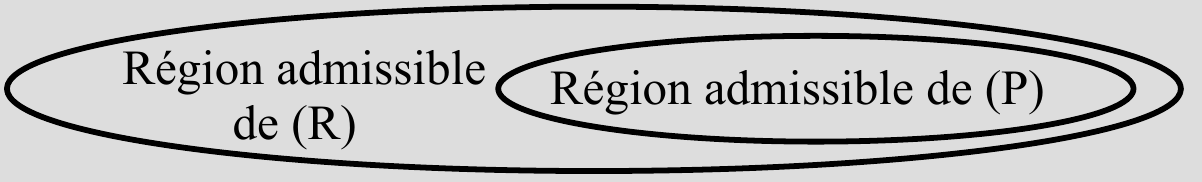 Région admissible
de (R)
Région admissible de (P)